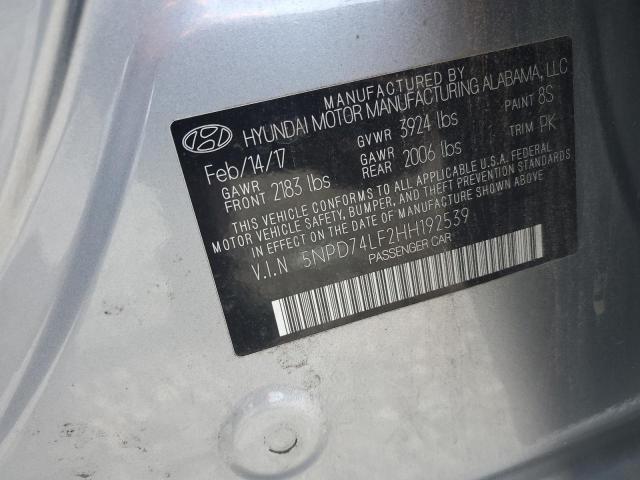 MANUFACTURED BY
HYUNDAI MOTOR MANUFACTURING ALABAMA, LLC
Feb/14/17 GVWR 3924 lbs PAINT 8S
GAWR FRONT 2183 lbs GAWR REAR 2006 lbs TRIM PK
THIS VEHICLE CONFORMS TO ALL APPLICABLE U.S.A. FEDERAL
MOTOR VEHICLE SAFETY, BUMPER, AND THEFT PREVENTION STANDARDS
IN EFFECT ON THE DATE OF MANUFACTURE SHOWN ABOVE
V.I.N 5NPD74LF2HH192539
PASSENGER CAR